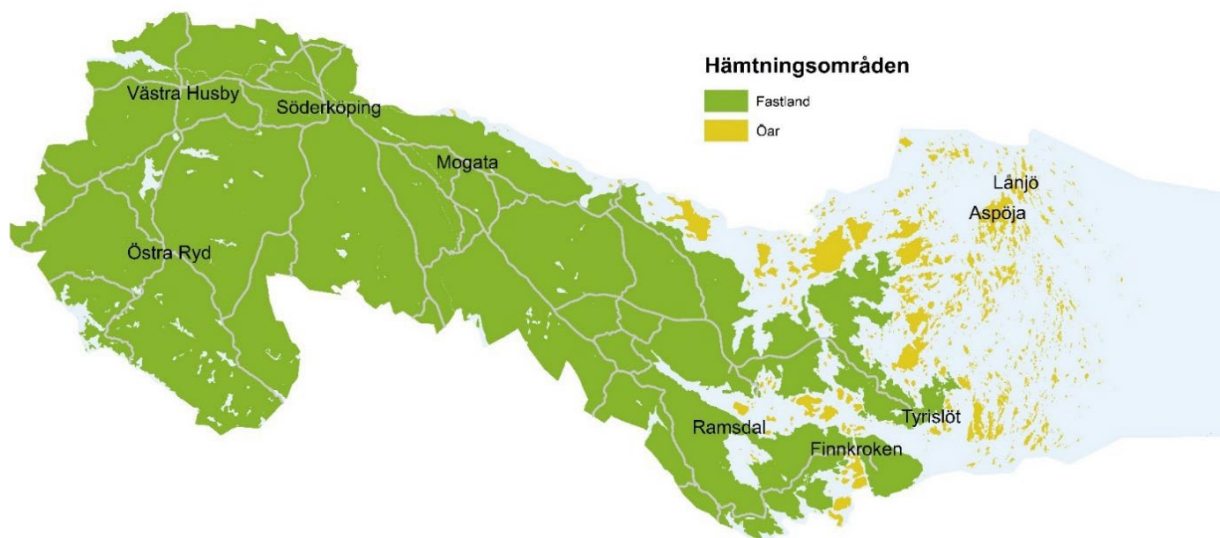 Hämtningsområden
Fastland
Öar
Västra Husby
Söderköping
Mogata
Lånjö
Aspöja
Östra Ryd
Tyrislöt
Ramsdal
Finnkroken